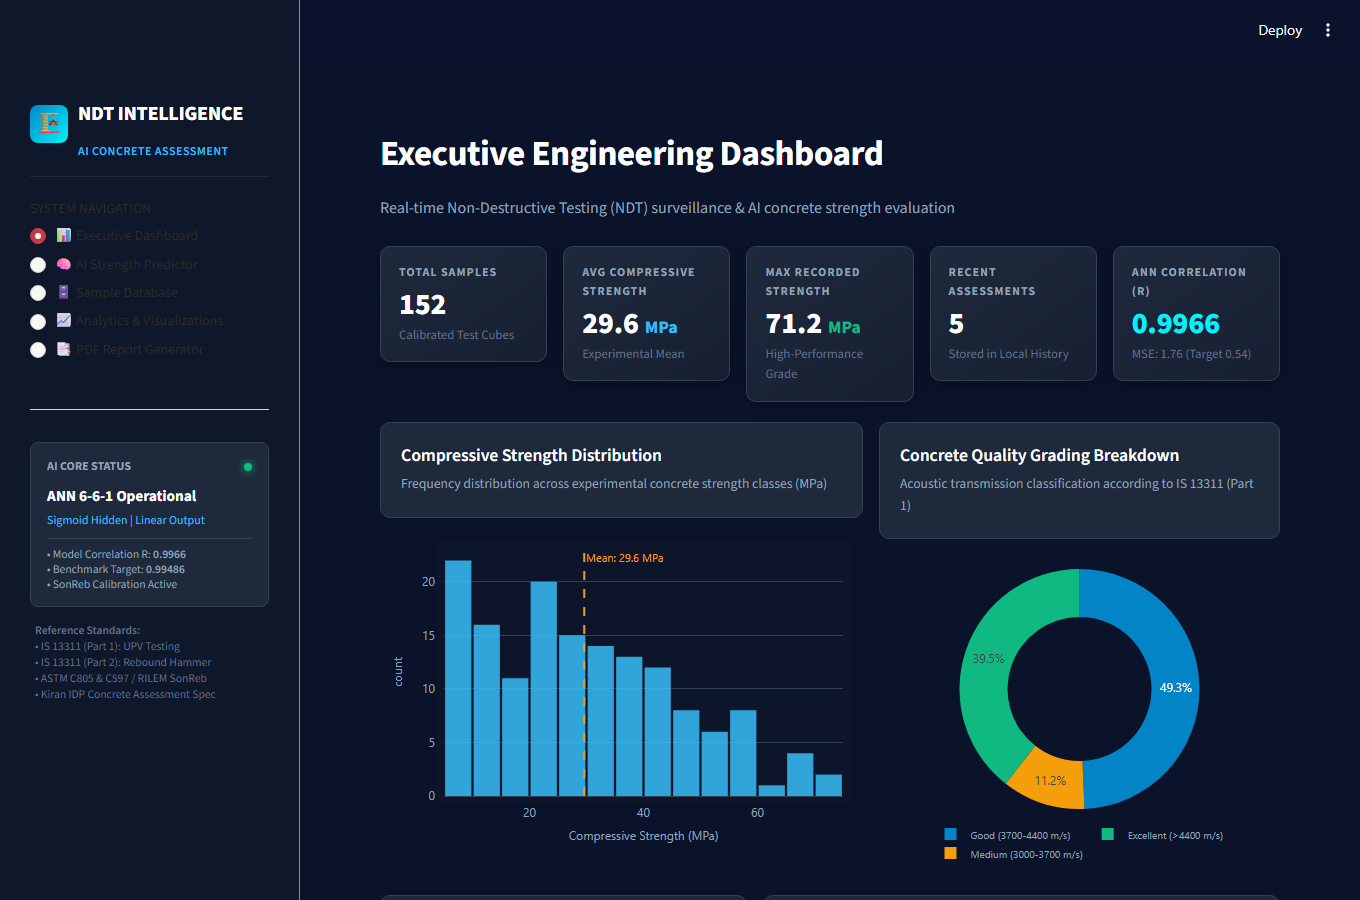 Deploy
NDT INTELLIGENCE
AI CONCRETE ASSESSMENT
SYSTEM NAVIGATION
Executive Dashboard
AI Strength Predictor
Sample Database
Analytics & Visualizations
PDF Report Generator
AI CORE STATUS
ANN 6-6-1 Operational
Sigmoid Hidden | Linear Output
• Model Correlation R: 0.9966
• Benchmark Target: 0.99486
• SonReb Calibration Active
Reference Standards:
• IS 13311 (Part 1): UPV Testing
• IS 13311 (Part 2): Rebound Hammer
• ASTM C805 & C597 / RILEM SonReb
• Kiran IDP Concrete Assessment Spec
Executive Engineering Dashboard
Real-time Non-Destructive Testing (NDT) surveillance & AI concrete strength evaluation
TOTAL SAMPLES
152
Calibrated Test Cubes
AVG COMPRESSIVE
STRENGTH
29.6 MPa
Experimental Mean
MAX RECORDED
STRENGTH
71.2 MPa
High-Performance
Grade
RECENT
ASSESSMENTS
5
Stored in Local History
ANN CORRELATION
(R)
0.9966
MSE: 1.76 (Target 0.54)
Compressive Strength Distribution
Frequency distribution across experimental concrete strength classes (MPa)
Mean: 29.6 MPa
20
15
10
5
0
count
20 40 60
Compressive Strength (MPa)
Concrete Quality Grading Breakdown
Acoustic transmission classification according to IS 13311 (Part
1)
39.5%
49.3%
11.2%
Good (3700-4400 m/s) Excellent (>4400 m/s)
Medium (3000-3700 m/s)